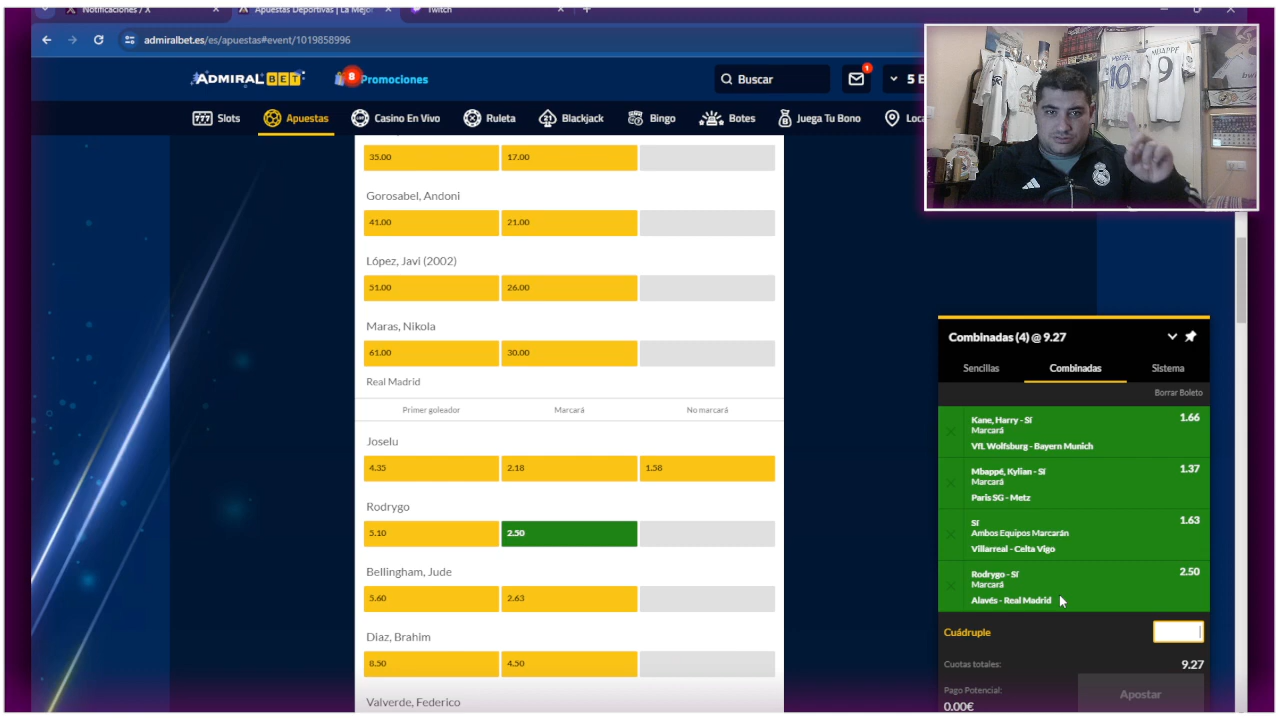 Notificaciones / X
Apuestas Deportivas | La Mejor
Twitch
admiralbet.es/es/apuestas#event/1019858996
ADMIRAL BET
8
Promociones
Buscar
1
777 Slots
Apuestas
Casino En Vivo
Ruleta
Blackjack
Bingo
Botes
Juega Tu Bono
35.00
17.00
Gorosabel, Andoni
41.00
21.00
López, Javi (2002)
51.00
26.00
Maras, Nikola
61.00
30.00
Real Madrid
Primer goleador
Marcará
No marcará
Joselu
4.35
2.18
1.58
Rodrygo
5.10
2.50
Bellingham, Jude
5.60
2.63
Diaz, Brahim
8.50
4.50
Valverde, Federico
MBAPPÉ
10
MBAPPE
9
Combinadas (4) @ 9.27
Sencillas
Combinadas
Sistema
Borrar Boleto
Kane, Harry - Sí
1.66
Marcará
VfL Wolfsburg - Bayern Munich
Mbappé, Kylian - Sí
1.37
Marcará
Paris SG - Metz
Sí
1.63
Ambos Equipos Marcarán
Villarreal - Celta Vigo
Rodrygo - Sí
2.50
Marcará
Alavés - Real Madrid
Cuádruple
Cuotas totales:
9.27
Pago Potencial:
0.00€
Apostar